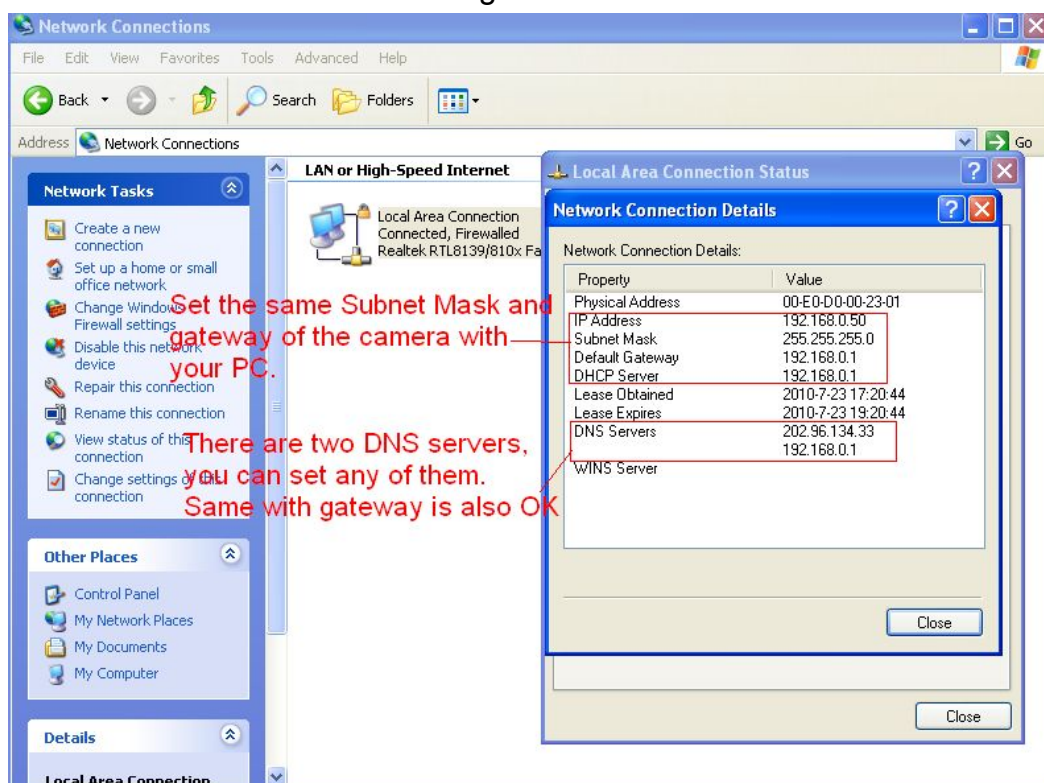 Network Connections
File Edit View Favorites Tools Advanced Help
Back Search Folders
Address Network Connections Go
Network Tasks
Create a new
connection
Set up a home or small
office network
Change Windows
Firewall settings
Disable this network
device
Repair this connection
Rename this connection
View status of this
connection
Change settings of this
connection
Other Places
Control Panel
My Network Places
My Documents
My Computer
Details
Local Area Connection
LAN or High-Speed Internet
Local Area Connection
Connected, Firewalled
Realtek RTL8139/810x Fa
Set the same Subnet Mask and
gateway of the camera with
your PC.
There are two DNS servers,
you can set any of them.
Same with gateway is also OK
Local Area Connection Status
Network Connection Details
Network Connection Details:
Property Value
Physical Address 00-E0-D0-00-23-01
IP Address 192.168.0.50
Subnet Mask 255.255.255.0
Default Gateway 192.168.0.1
DHCP Server 192.168.0.1
Lease Obtained 2010-7-23 17:20:44
Lease Expires 2010-7-23 19:20:44
DNS Servers 202.96.134.33
192.168.0.1
WINS Server
Close
Close